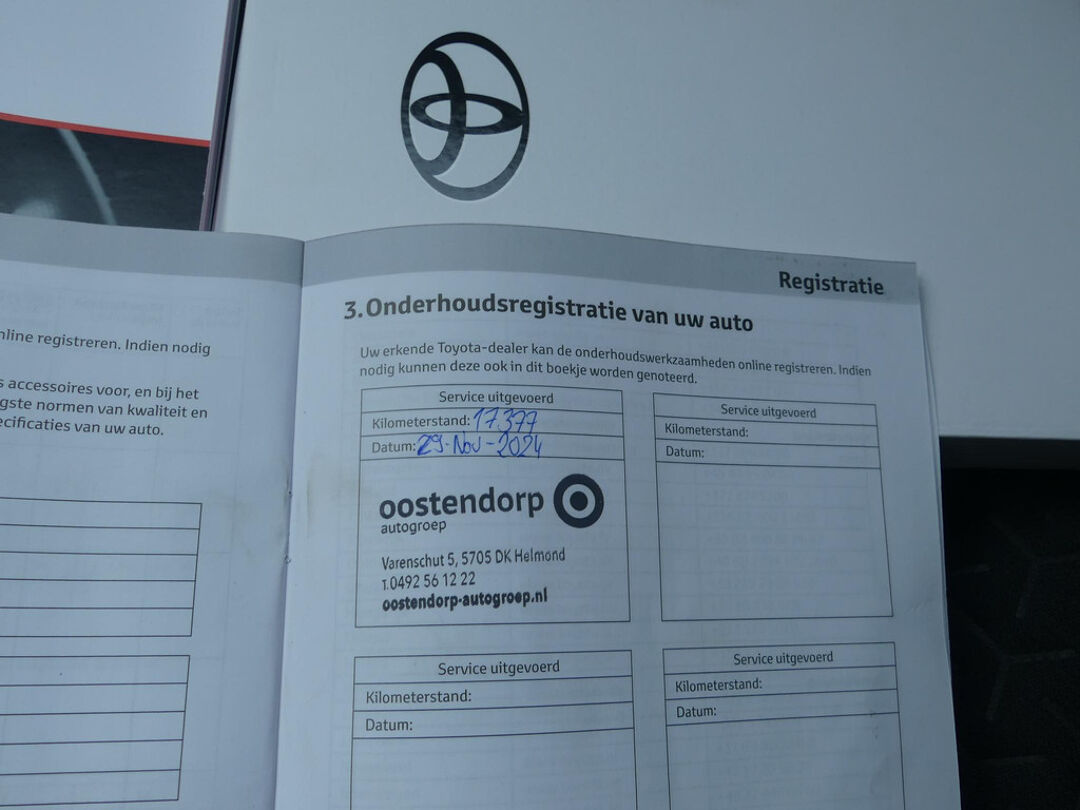 nline registreren. Indien nodig
s accessoires voor, en bij het
gste normen van kwaliteit en
ecificaties van uw auto.
Registratie
3. Onderhoudsregistratie van uw auto
Uw erkende Toyota-dealer kan de onderhoudswerkzaamheden online registreren. Indien
nodig kunnen deze ook in dit boekje worden genoteerd.
Service uitgevoerd
Kilometerstand: 17.377
Datum: 29-Nov-2024
oostendorp
autogroep
Varenschut 5, 5705 DK Helmond
T.0492 56 12 22
oostendorp-autogroep.nl
Service uitgevoerd
Kilometerstand:
Datum:
Service uitgevoerd
Kilometerstand:
Datum:
Service uitgevoerd
Kilometerstand:
Datum: